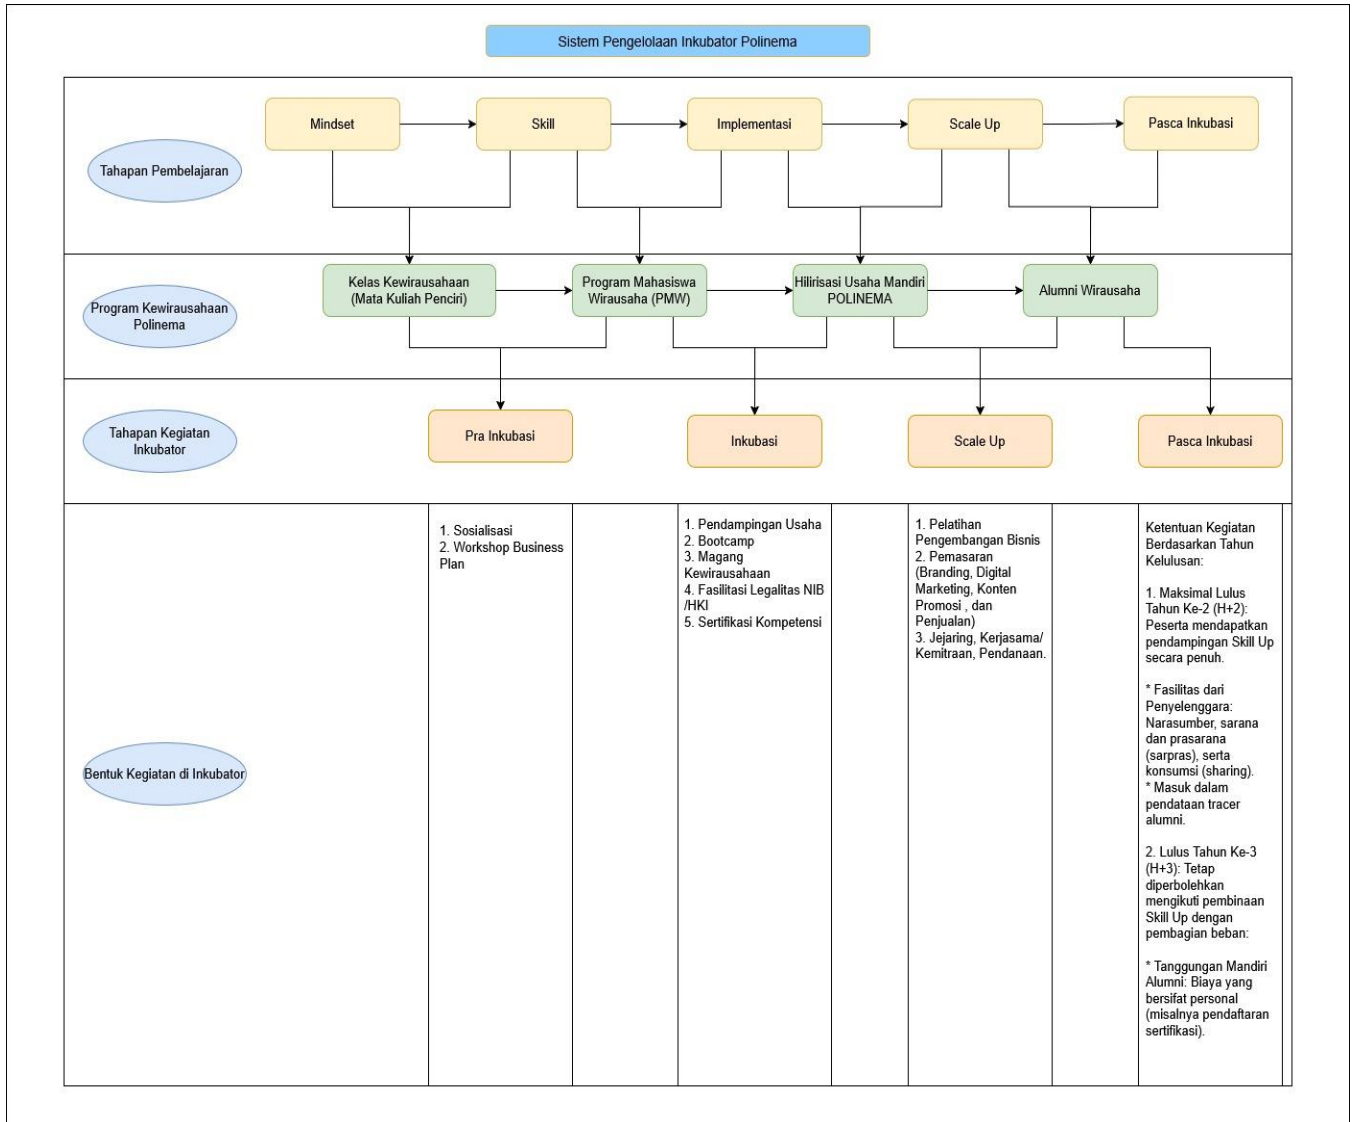 Sistem Pengelolaan Inkubator Polinema
Tahapan Pembelajaran
Mindset
Skill
Implementasi
Scale Up
Pasca Inkubasi
Program Kewirausahaan
Polinema
Kelas Kewirausahaan
(Mata Kuliah Penciri)
Program Mahasiswa
Wirausaha (PMW)
Hilirisasi Usaha Mandiri
POLINEMA
Alumni Wirausaha
Tahapan Kegiatan
Inkubator
Pra Inkubasi
Inkubasi
Scale Up
Pasca Inkubasi
Bentuk Kegiatan di Inkubator
1. Sosialisasi
2. Workshop Business
Plan
1. Pendampingan Usaha
2. Bootcamp
3. Magang
Kewirausahaan
4. Fasilitasi Legalitas NIB
/HKI
5. Sertifikasi Kompetensi
1. Pelatihan
Pengembangan Bisnis
2. Pemasaran
(Branding, Digital
Marketing, Konten
Promosi , dan
Penjualan)
3. Jejaring, Kerjasama/
Kemitraan, Pendanaan.
Ketentuan Kegiatan
Berdasarkan Tahun
Kelulusan:
1. Maksimal Lulus
Tahun Ke-2 (H+2):
Peserta mendapatkan
pendampingan Skill Up
secara penuh.
* Fasilitas dari
Penyelenggara:
Narasumber, sarana
dan prasarana
(sarpras), serta
konsumsi (sharing).
* Masuk dalam
pendataan tracer
alumni.
2. Lulus Tahun Ke-3
(H+3): Tetap
diperbolehkan
mengikuti pembinaan
Skill Up dengan
pembagian beban:
* Tanggungan Mandiri
Alumni: Biaya yang
bersifat personal
(misalnya pendaftaran
sertifikasi).